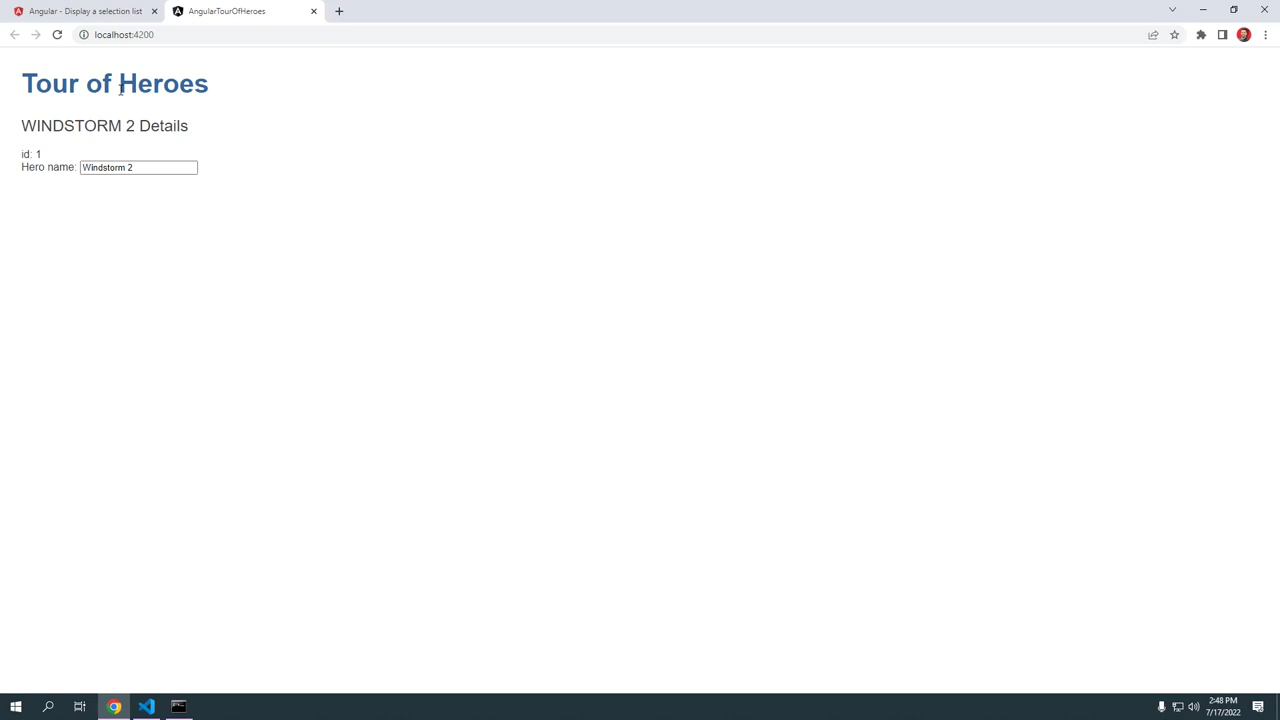 Angular - Display a selection list
AngularTourOfHeroes
localhost:4200
Tour of Heroes
WINDSTORM 2 Details
id: 1
Hero name: Windstorm 2
2:48 PM
7/17/2022